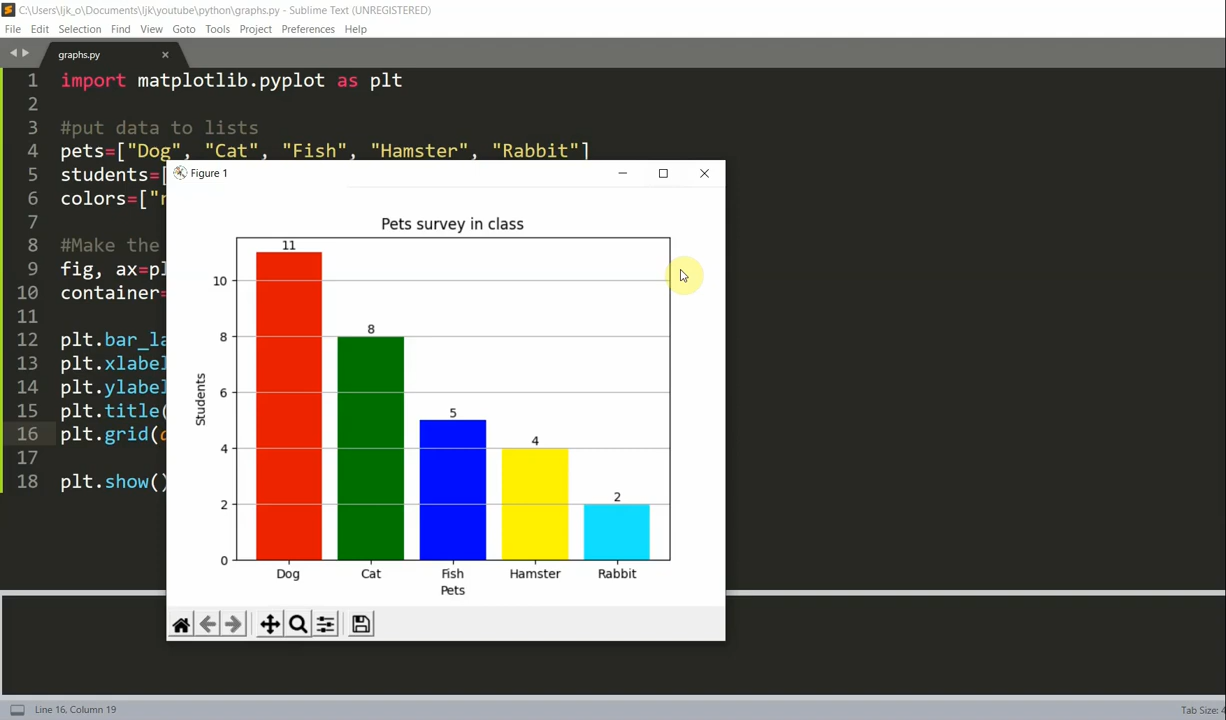 C:\Users\ljk_o\Documents\ljk\youtube\python\graphs.py - Sublime Text (UNREGISTERED)
File Edit Selection Find View Goto Tools Project Preferences Help
graphs.py
1 import matplotlib.pyplot as plt
2
3 #put data to lists
4 pets=["Dog", "Cat", "Fish", "Hamster", "Rabbit"]
5 students=[
6 colors=["r
7
8 #Make the
9 fig, ax=pl
10 container=
11
12 plt.bar_la
13 plt.xlabel
14 plt.ylabel
15 plt.title(
16 plt.grid(
17
18 plt.show()
Figure 1
Pets survey in class
11
10
8
8
6
5
4
4
2
2
0
Students
Dog Cat Fish Hamster Rabbit
Pets
Line 16, Column 19
Tab Size: 4